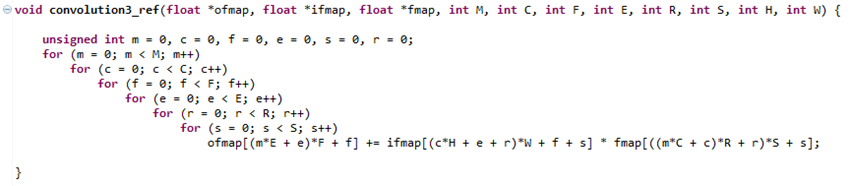 void convolution3_ref(float *ofmap, float *ifmap, float *fmap, int M, int C, int F, int E, int R, int S, int H, int W) {
unsigned int m = 0, c = 0, f = 0, e = 0, s = 0, r = 0;
for (m = 0; m < M; m++)
for (c = 0; c < C; c++)
for (f = 0; f < F; f++)
for (e = 0; e < E; e++)
for (r = 0; r < R; r++)
for (s = 0; s < S; s++)
ofmap[(m*E + e)*F + f] += ifmap[(c*H + e + r)*W + f + s] * fmap[((m*C + c)*R + r)*S + s];
}